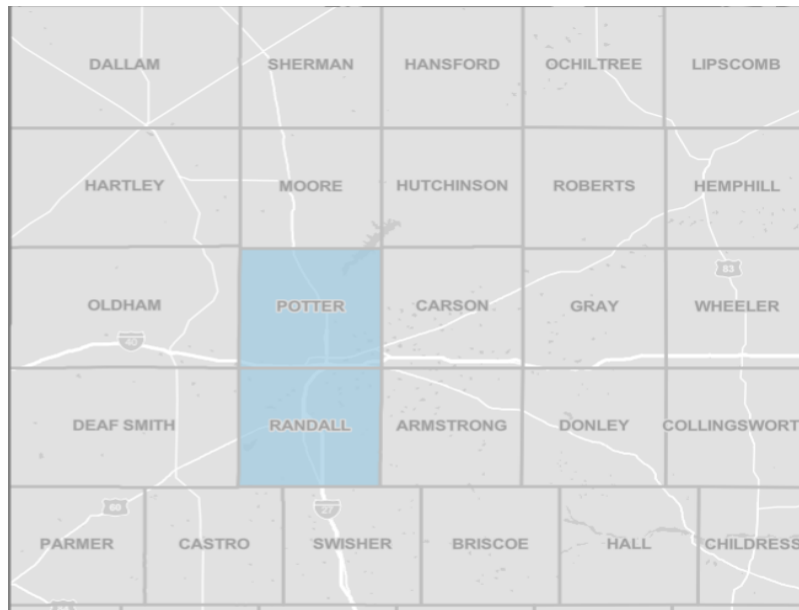 DALLAM SHERMAN HANSFORD OCHILTREE LIPSCOMB
HARTLEY MOORE HUTCHINSON ROBERTS HEMPHILL
83
OLDHAM POTTER CARSON GRAY WHEELER
40
DEAF SMITH RANDALL ARMSTRONG DONLEY COLLINGSWORT
60 27
PARMER CASTRO SWISHER BRISCOE HALL CHILDRESS